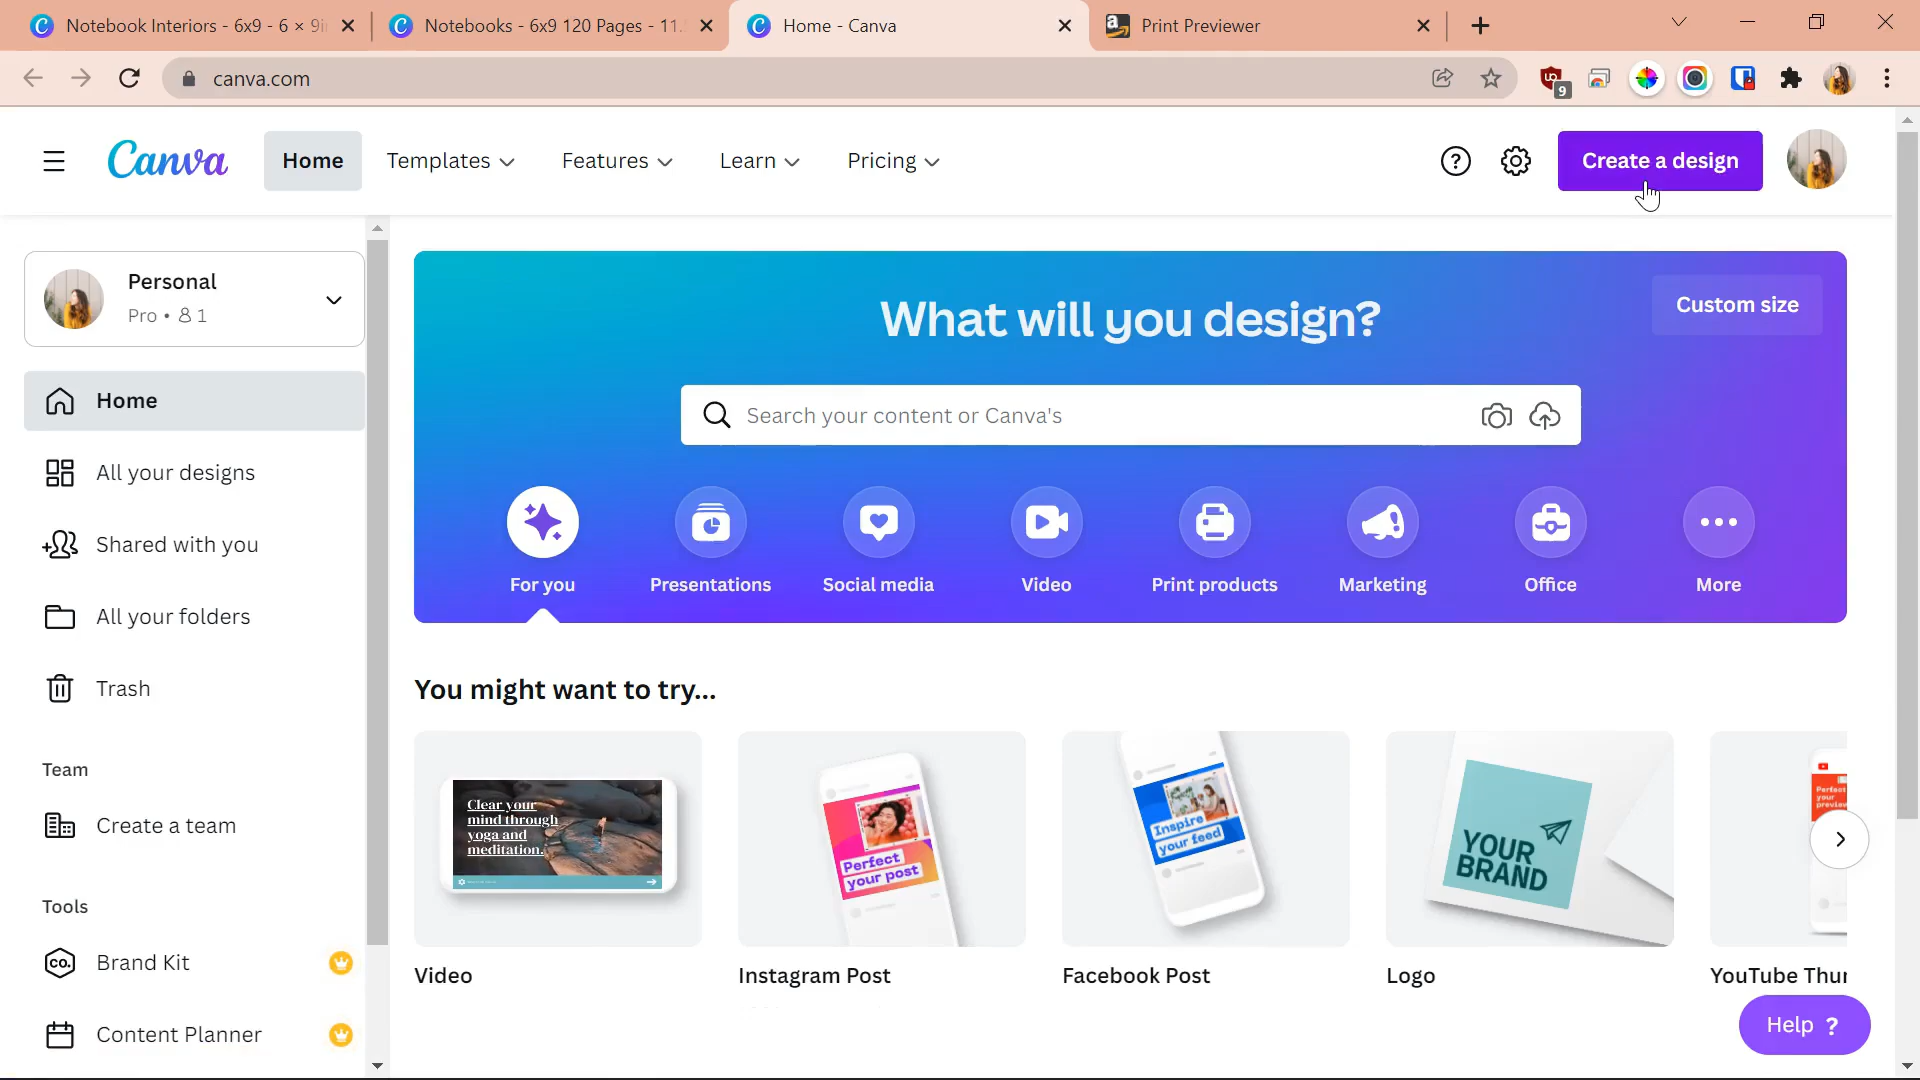 Notebook Interiors - 6x9 - 6 × 9i
Notebooks - 6x9 120 Pages - 11.
Home - Canva
Print Previewer
canva.com
9
Canva
Home
Templates
Features
Learn
Pricing
Create a design
Personal
Pro • 1
Home
All your designs
Shared with you
All your folders
Trash
Team
Create a team
Tools
CO.
Brand Kit
Content Planner
What will you design?
Custom size
Search your content or Canva's
For you
Presentations
Social media
Video
Print products
Marketing
Office
More
You might want to try...
Clear your
mind through
yoga and
meditation.
Perfect
your post
Inspire
your feed
YOUR
BRAND
Perfect
your
Video
Instagram Post
Facebook Post
Logo
YouTube Thu
Help ?